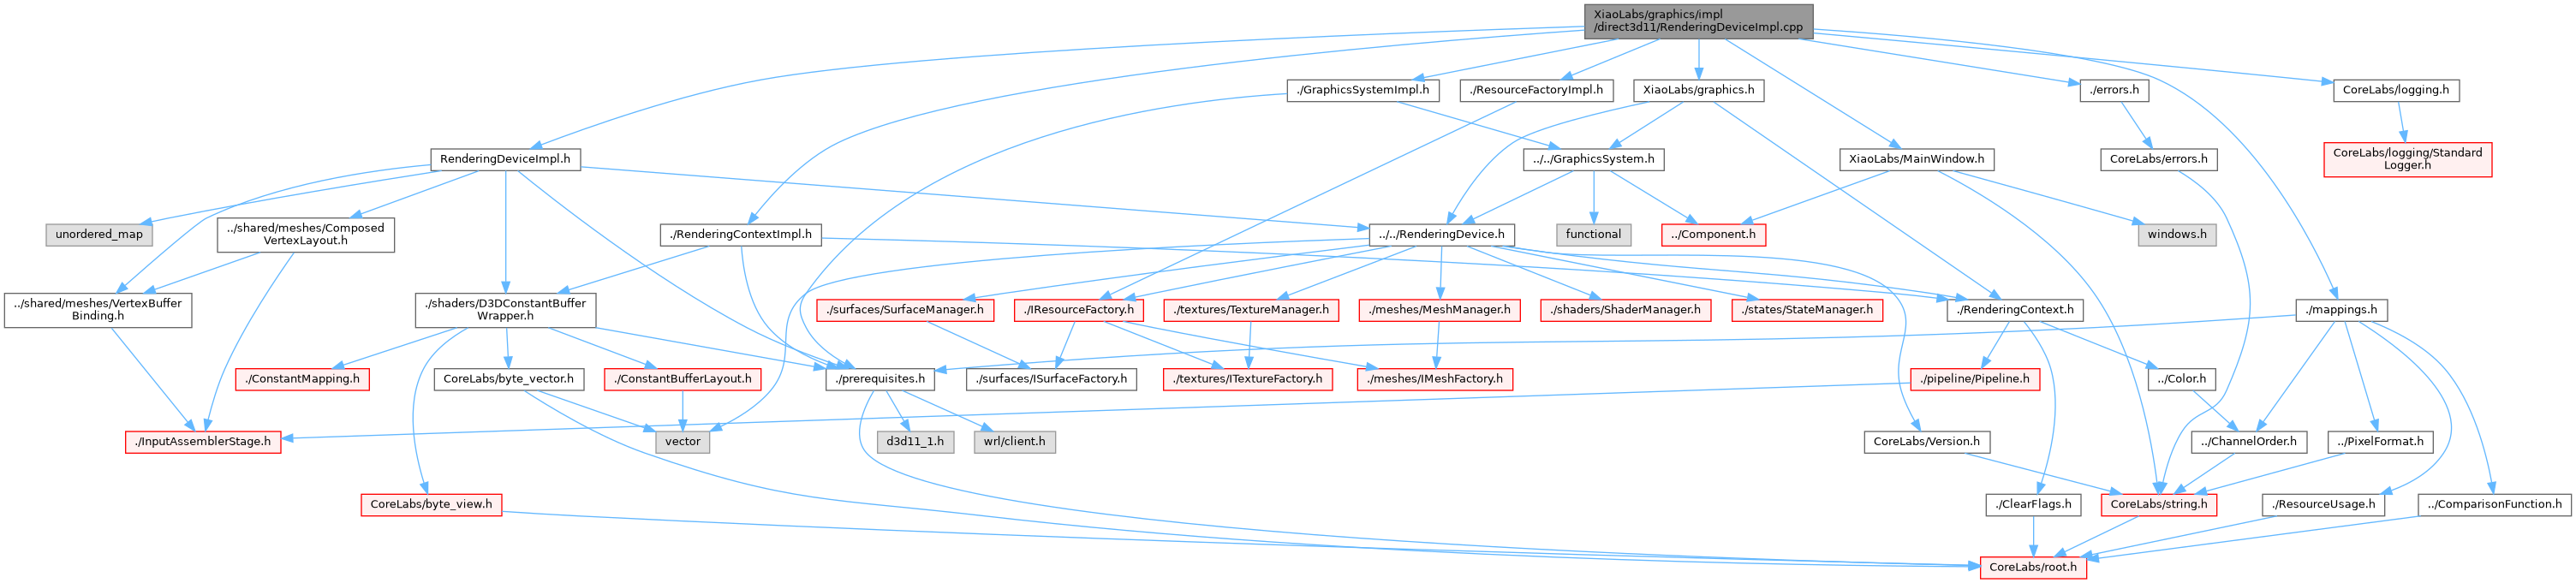 XiaoLabs/graphics/impl
/direct3d11/RenderingDeviceImpl.cpp
./GraphicsSystemImpl.h
./ResourceFactoryImpl.h
XiaoLabs/graphics.h
./errors.h
CoreLabs/logging.h
RenderingDeviceImpl.h
../../GraphicsSystem.h
XiaoLabs/MainWindow.h
CoreLabs/errors.h
CoreLabs/logging/Standard
Logger.h
unordered_map
../shared/meshes/Composed
VertexLayout.h
./RenderingContextImpl.h
../../RenderingDevice.h
functional
../Component.h
windows.h
../shared/meshes/VertexBuffer
Binding.h
./shaders/D3DConstantBuffer
Wrapper.h
./surfaces/SurfaceManager.h
./IResourceFactory.h
./textures/TextureManager.h
./meshes/MeshManager.h
./shaders/ShaderManager.h
./states/StateManager.h
./RenderingContext.h
./mappings.h
./ConstantMapping.h
CoreLabs/byte_vector.h
./ConstantBufferLayout.h
./prerequisites.h
./surfaces/ISurfaceFactory.h
./textures/ITextureFactory.h
./meshes/IMeshFactory.h
./pipeline/Pipeline.h
../Color.h
./InputAssemblerStage.h
vector
d3d11_1.h
wrl/client.h
CoreLabs/Version.h
../ChannelOrder.h
../PixelFormat.h
CoreLabs/byte_view.h
./ClearFlags.h
CoreLabs/string.h
./ResourceUsage.h
../ComparisonFunction.h
CoreLabs/root.h